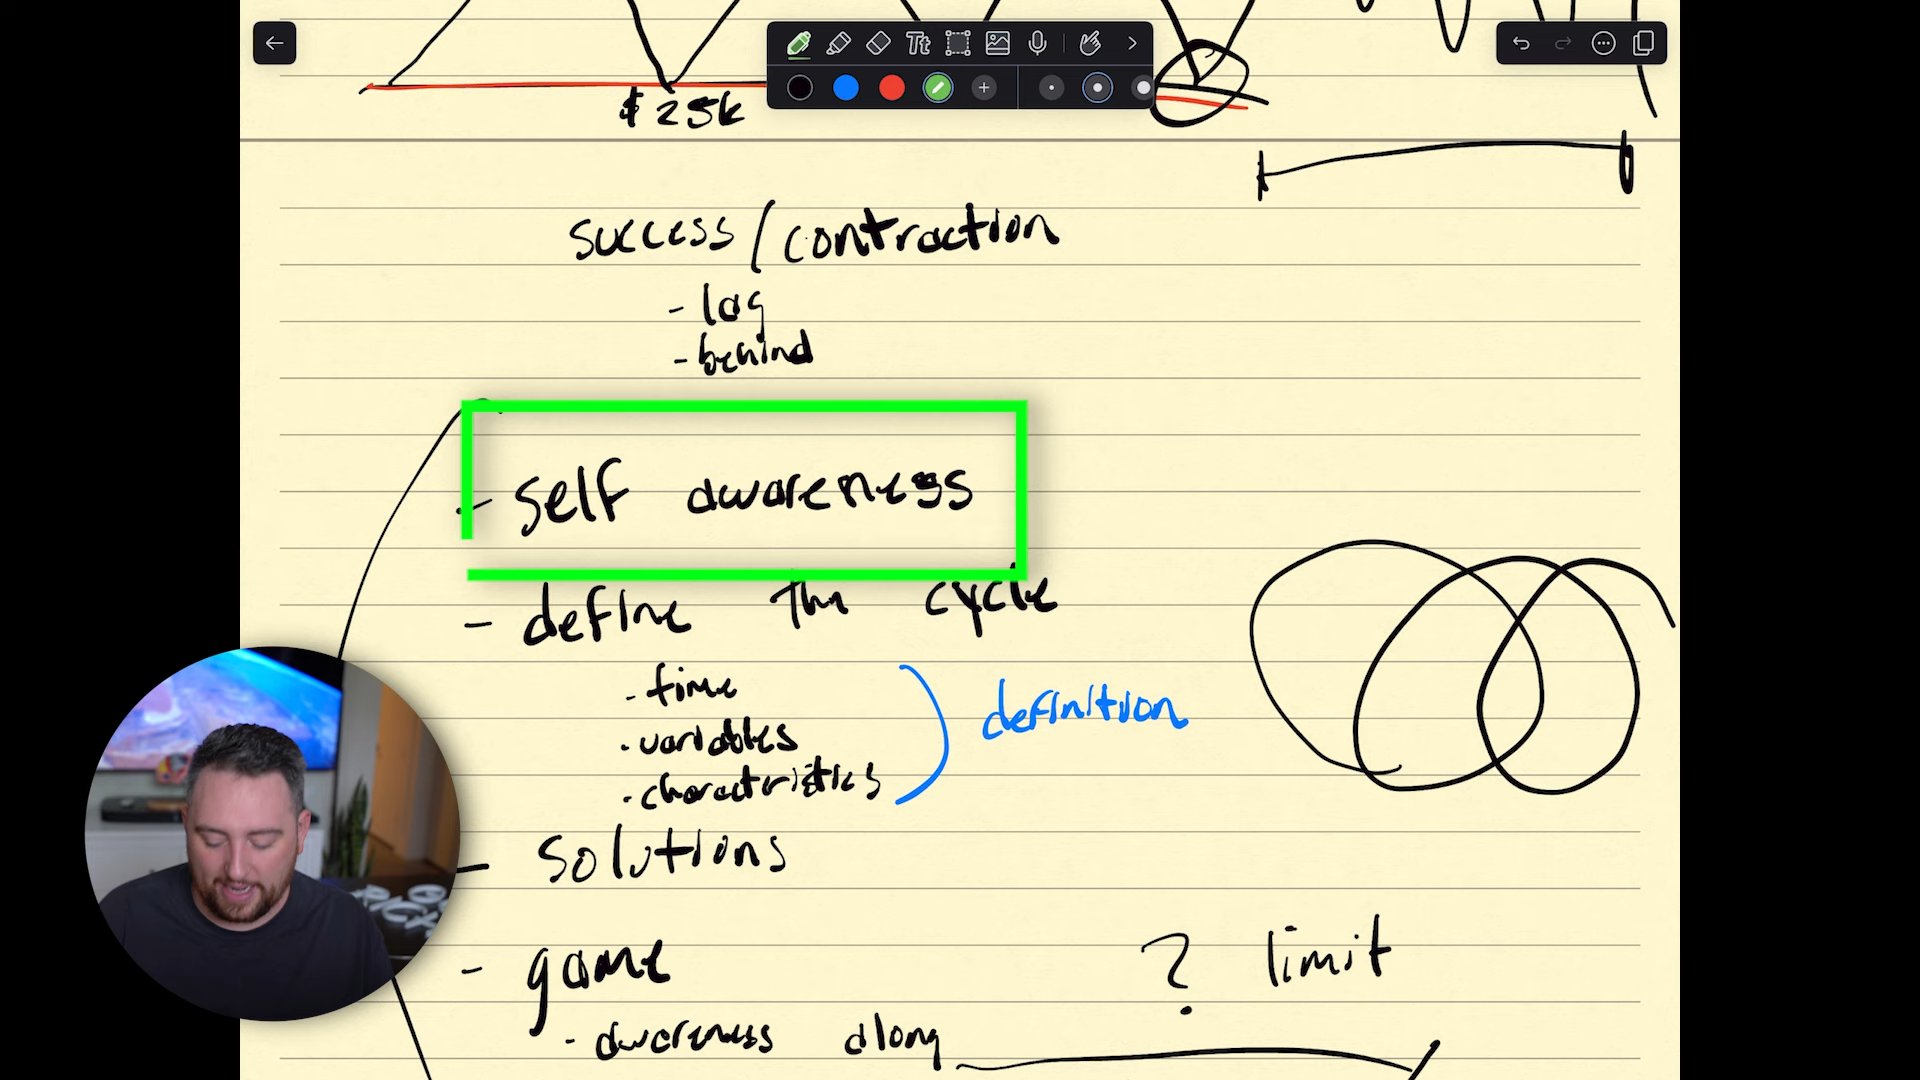 Tt
$25k
success / contraction
- lag
- behind
- self awareness
- define the cycle
· time
· variables
· characteristics
definition
- solutions
- game
? limit
- awareness along